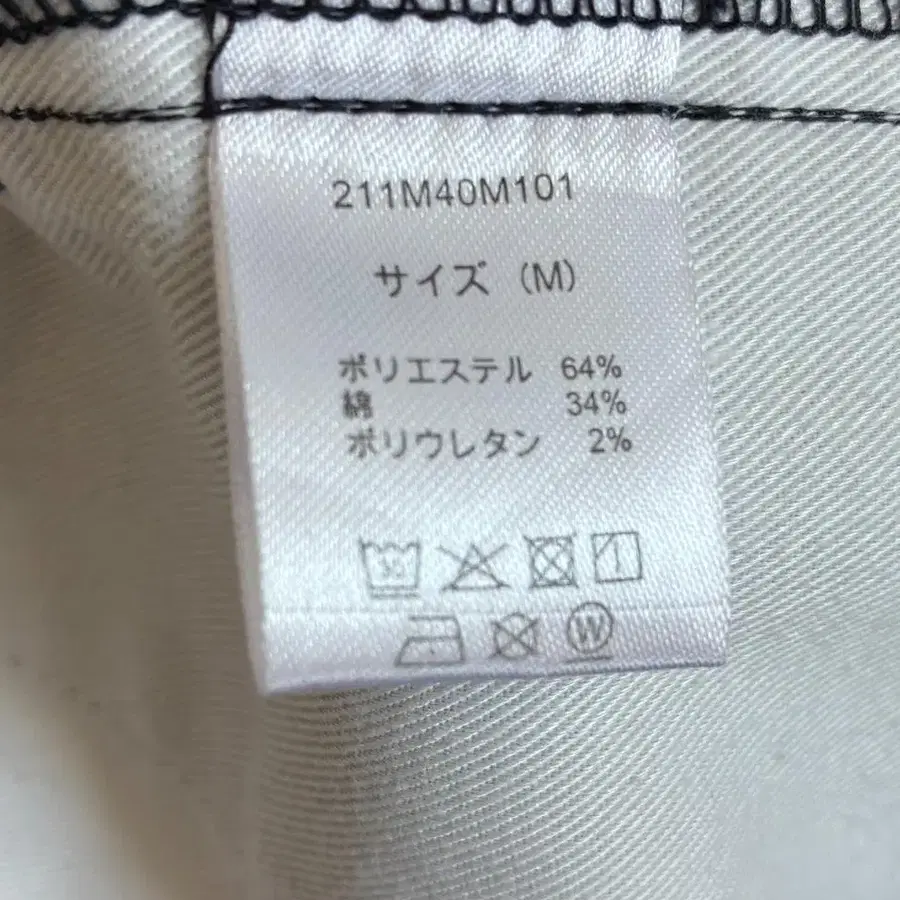 211M40M101
サイズ (M)
ポリエステル 64%
綿 34%
ポリウレタン 2%
W